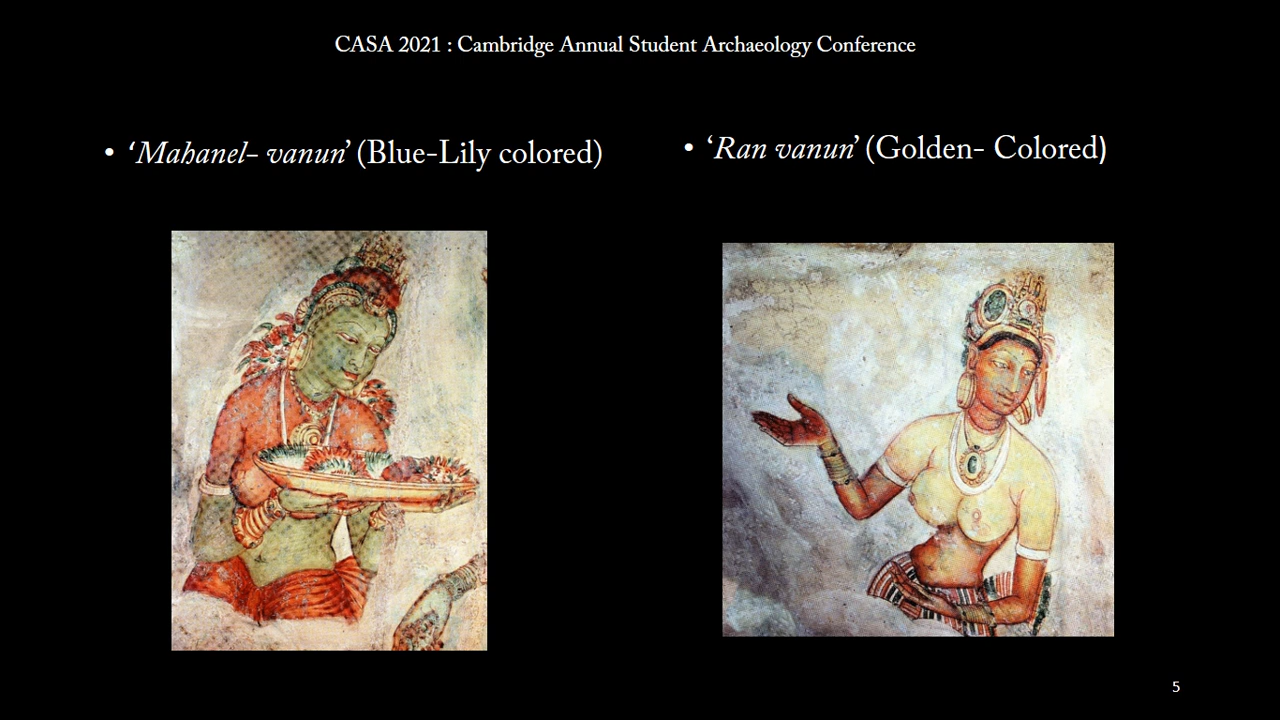 CASA 2021 : Cambridge Annual Student Archaeology Conference
• ‘Mahanel- vanun’ (Blue-Lily colored)
• ‘Ran vanun’ (Golden- Colored)
5